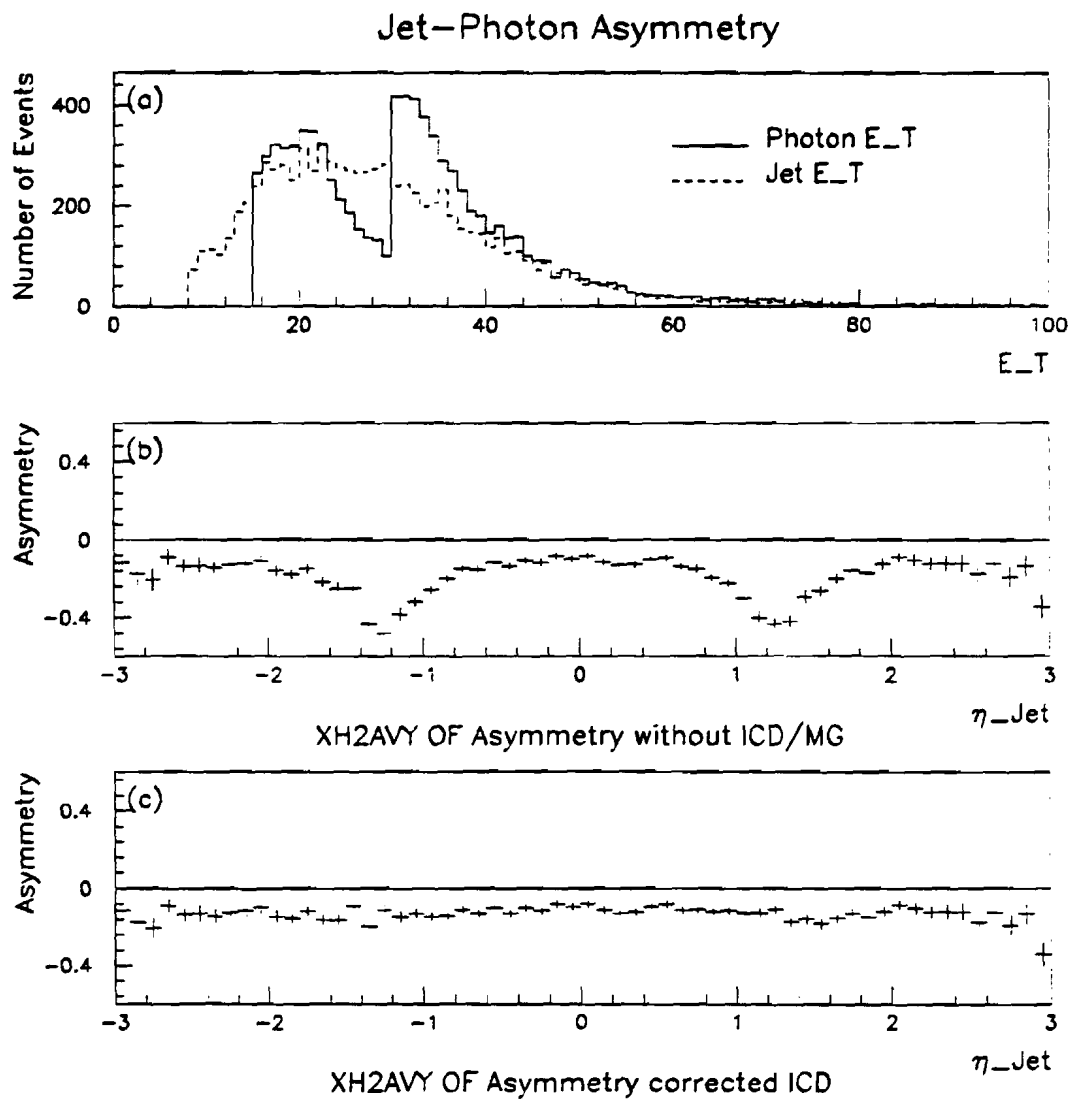 Jet-Photon Asymmetry
Number of Events
(a)
400
200
0
Photon E_T
Jet E_T
0 20 40 60 80 100
E_T
Asymmetry
(b)
0.4
0
-0.4
-3 -2 -1 0 1 2 3
η_Jet
XH2AVY OF Asymmetry without ICD/MG
Asymmetry
(c)
0.4
0
-0.4
-3 -2 -1 0 1 2 3
η_Jet
XH2AVY OF Asymmetry corrected ICD